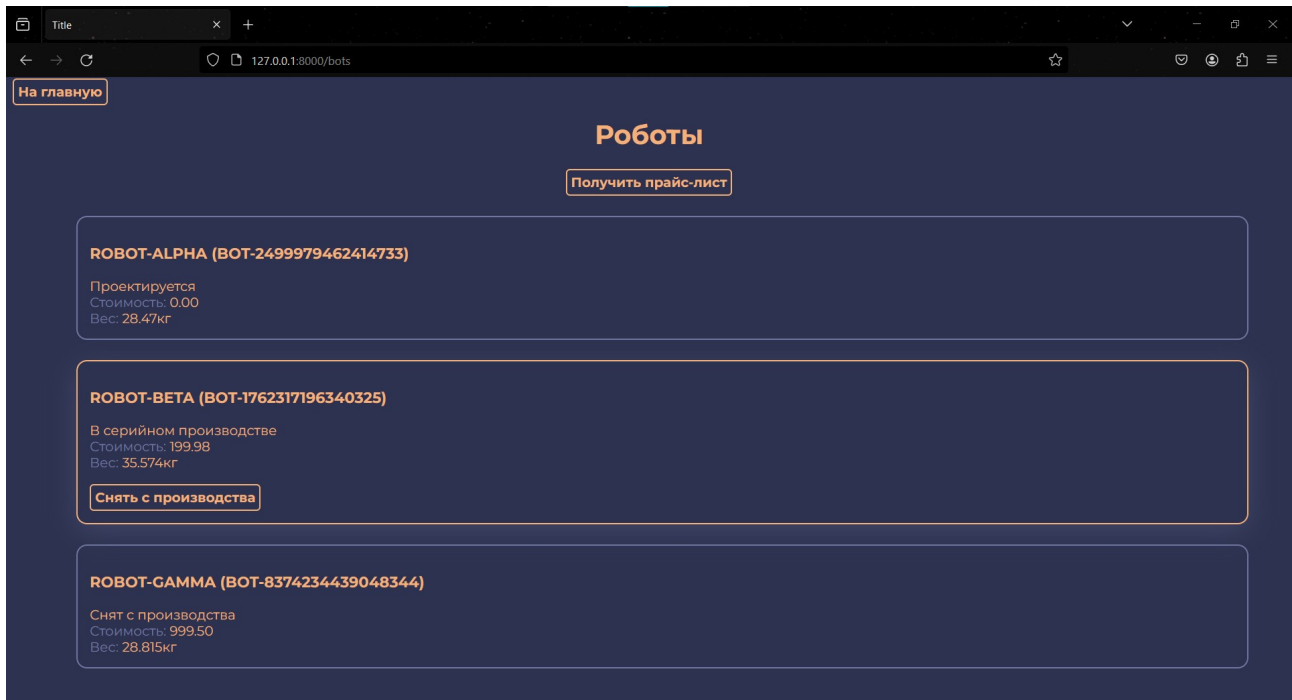 Title
127.0.0.1:8000/bots
На главную
Роботы
Получить прайс-лист
ROBOT-ALPHA (BOT-2499979462414733)
Проектируется
Стоимость: 0.00
Вес: 28.47кг
ROBOT-BETA (BOT-1762317196340325)
В серийном производстве
Стоимость: 199.98
Вес: 35.574кг
Снять с производства
ROBOT-GAMMA (BOT-8374234439048344)
Снят с производства
Стоимость: 999.50
Вес: 28.815кг